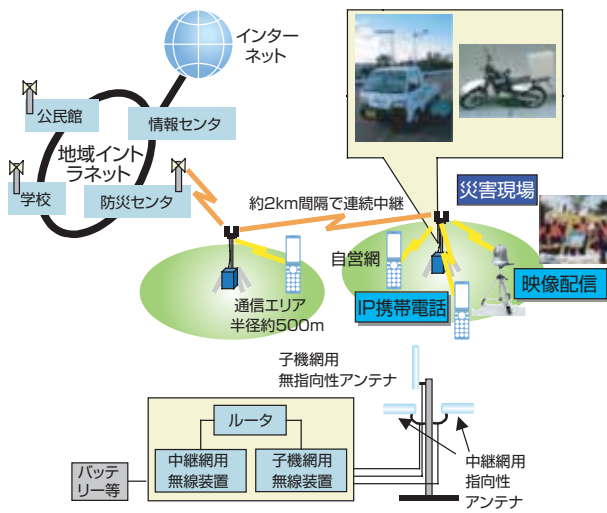 インター
ネット
公民館
情報センタ
地域イント
ラネット
学校
防災センタ
約2km間隔で連続中継
災害現場
自営網
通信エリア
半径約500m
IP携帯電話
映像配信
子機網用
無指向性アンテナ
ルータ
中継網用
無線装置
子機網用
無線装置
バッテ
リー等
中継網用
指向性
アンテナ